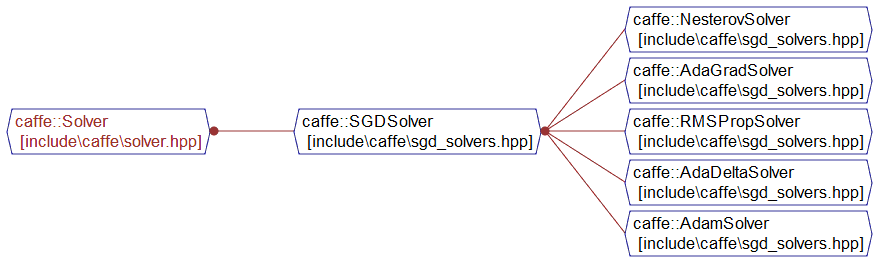 caffe::Solver
[include\caffe\solver.hpp]
caffe::SGDSolver
[include\caffe\sgd_solvers.hpp]
caffe::NesterovSolver
[include\caffe\sgd_solvers.hpp]
caffe::AdaGradSolver
[include\caffe\sgd_solvers.hpp]
caffe::RMSPropSolver
[include\caffe\sgd_solvers.hpp]
caffe::AdaDeltaSolver
[include\caffe\sgd_solvers.hpp]
caffe::AdamSolver
[include\caffe\sgd_solvers.hpp]